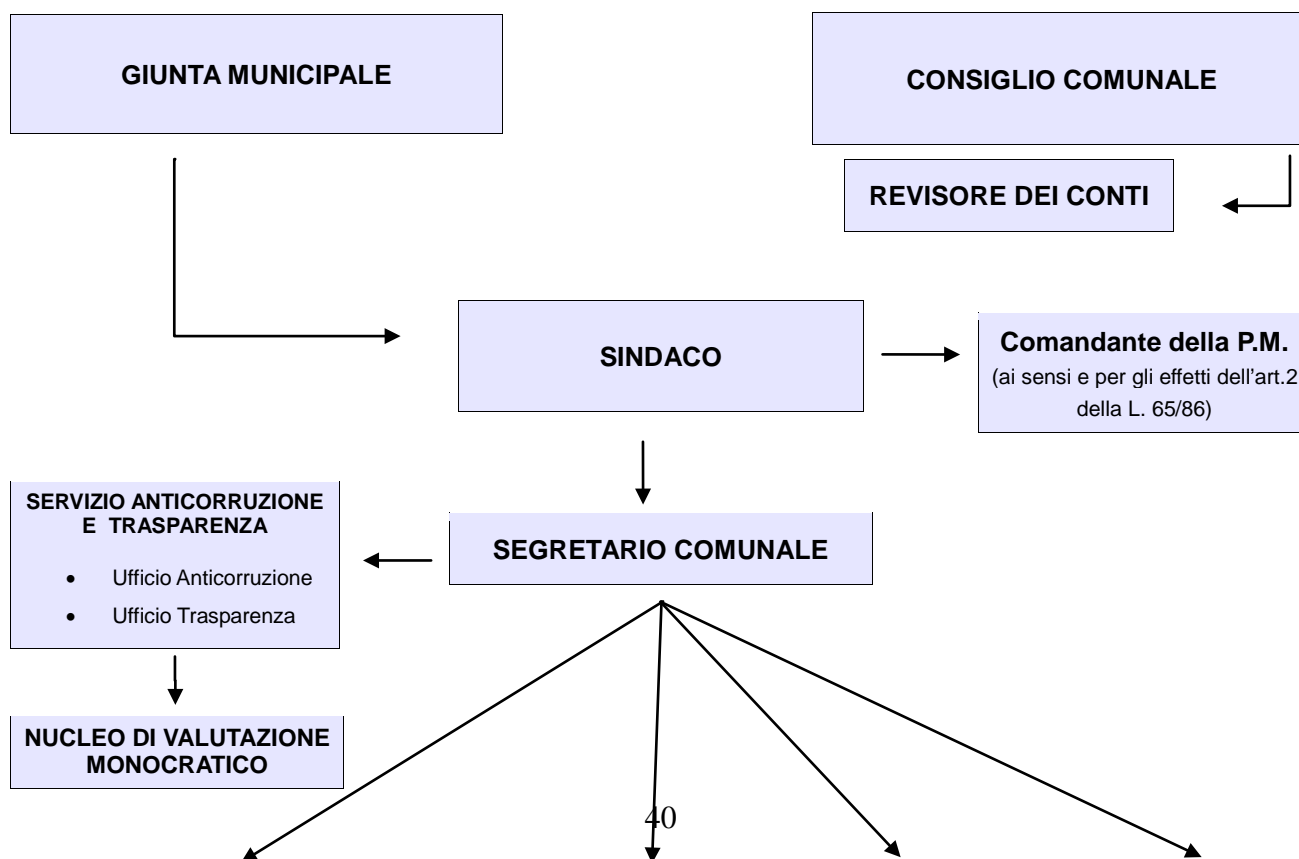 GIUNTA MUNICIPALE
CONSIGLIO COMUNALE
REVISORE DEI CONTI
SINDACO
Comandante della P.M.
(ai sensi e per gli effetti dell'art.2
della L. 65/86)
SERVIZIO ANTICORRUZIONE
E TRASPARENZA
• Ufficio Anticorruzione
• Ufficio Trasparenza
SEGRETARIO COMUNALE
NUCLEO DI VALUTAZIONE
MONOCRATICO
40